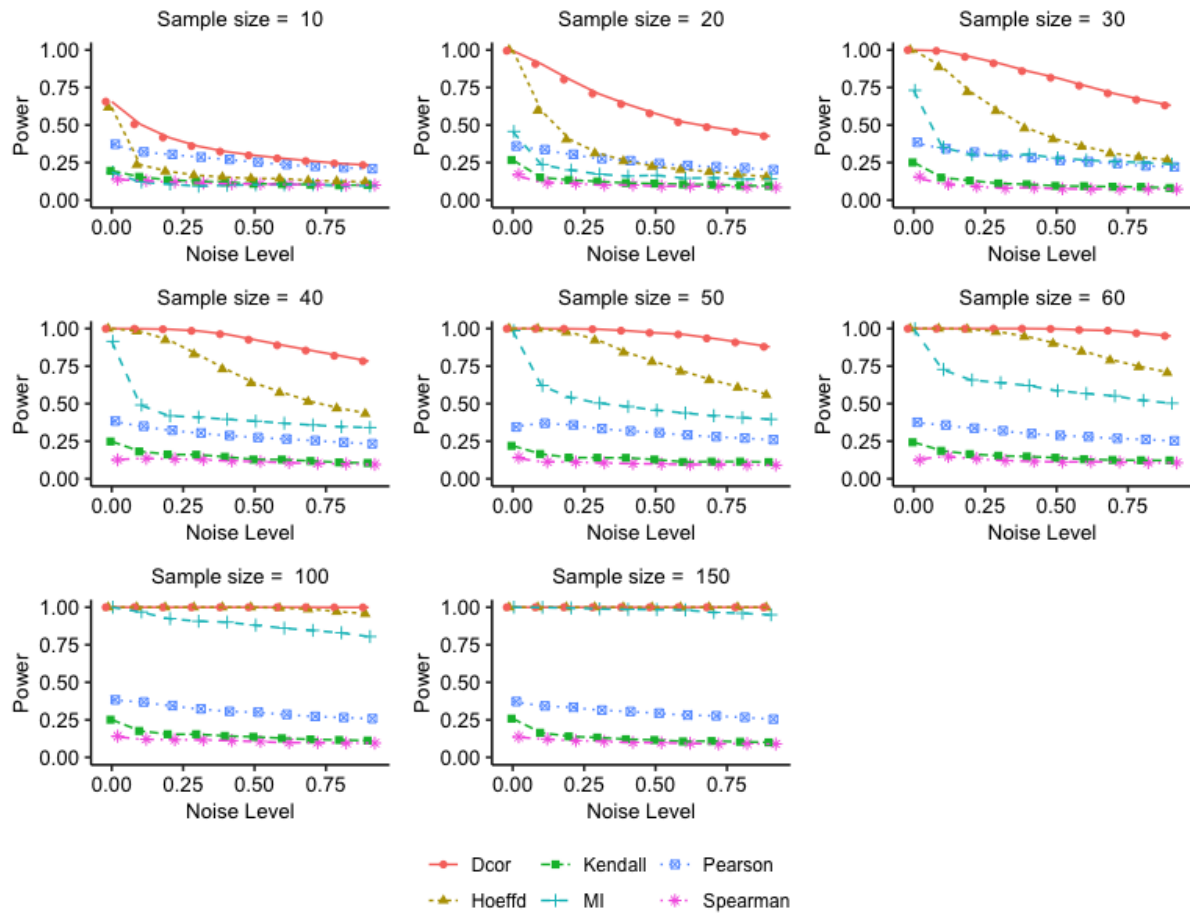 Sample size = 10
Sample size = 20
Sample size = 30
1.00
0.75
0.50
0.25
0.00
Power
0.00 0.25 0.50 0.75
Noise Level
1.00
0.75
0.50
0.25
0.00
Power
0.00 0.25 0.50 0.75
Noise Level
1.00
0.75
0.50
0.25
0.00
Power
0.00 0.25 0.50 0.75
Noise Level
Sample size = 40
Sample size = 50
Sample size = 60
1.00
0.75
0.50
0.25
0.00
Power
0.00 0.25 0.50 0.75
Noise Level
1.00
0.75
0.50
0.25
0.00
Power
0.00 0.25 0.50 0.75
Noise Level
1.00
0.75
0.50
0.25
0.00
Power
0.00 0.25 0.50 0.75
Noise Level
Sample size = 100
Sample size = 150
1.00
0.75
0.50
0.25
0.00
Power
0.00 0.25 0.50 0.75
Noise Level
1.00
0.75
0.50
0.25
0.00
Power
0.00 0.25 0.50 0.75
Noise Level
Dcor Kendall Pearson
Hoeffd MI Spearman